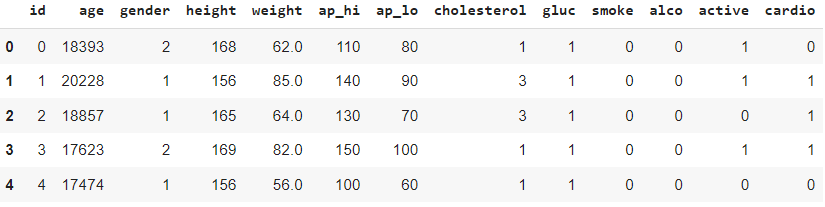 id age gender height weight ap_hi ap_lo cholesterol gluc smoke alco active cardio
0 0 18393 2 168 62.0 110 80 1 1 0 0 1 0
1 1 20228 1 156 85.0 140 90 3 1 0 0 1 1
2 2 18857 1 165 64.0 130 70 3 1 0 0 0 1
3 3 17623 2 169 82.0 150 100 1 1 0 0 1 1
4 4 17474 1 156 56.0 100 60 1 1 0 0 0 0